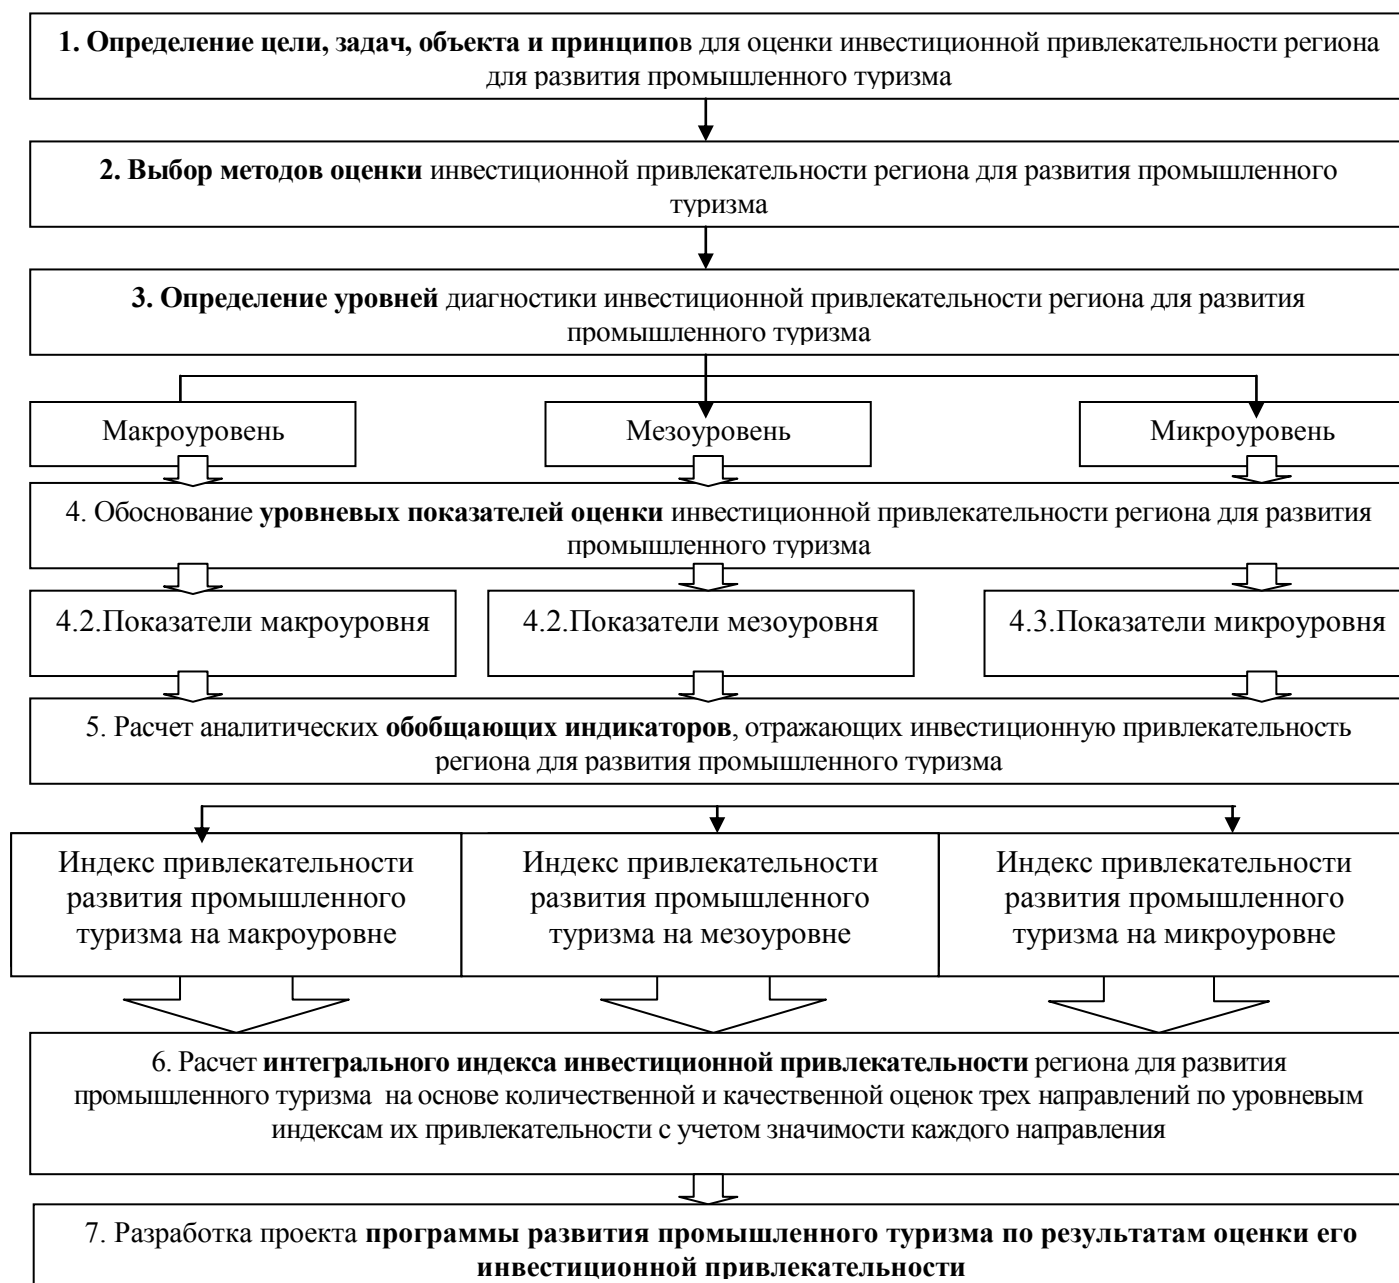 1. Определение цели, задач, объекта и принципов для оценки инвестиционной привлекательности региона
для развития промышленного туризма
2. Выбор методов оценки инвестиционной привлекательности региона для развития промышленного
туризма
3. Определение уровней диагностики инвестиционной привлекательности региона для развития
промышленного туризма
Макроуровень
Мезоуровень
Микроуровень
4. Обоснование уровневых показателей оценки инвестиционной привлекательности региона для развития
промышленного туризма
4.2.Показатели макроуровня
4.2.Показатели мезоуровня
4.3.Показатели микроуровня
5. Расчет аналитических обобщающих индикаторов, отражающих инвестиционную привлекательность
региона для развития промышленного туризма
Индекс привлекательности
развития промышленного
туризма на макроуровне
Индекс привлекательности
развития промышленного
туризма на мезоуровне
Индекс привлекательности
развития промышленного
туризма на микроуровне
6. Расчет интегрального индекса инвестиционной привлекательности региона для развития
промышленного туризма на основе количественной и качественной оценок трех направлений по уровневым
индексам их привлекательности с учетом значимости каждого направления
7. Разработка проекта программы развития промышленного туризма по результатам оценки его
инвестиционной привлекательности